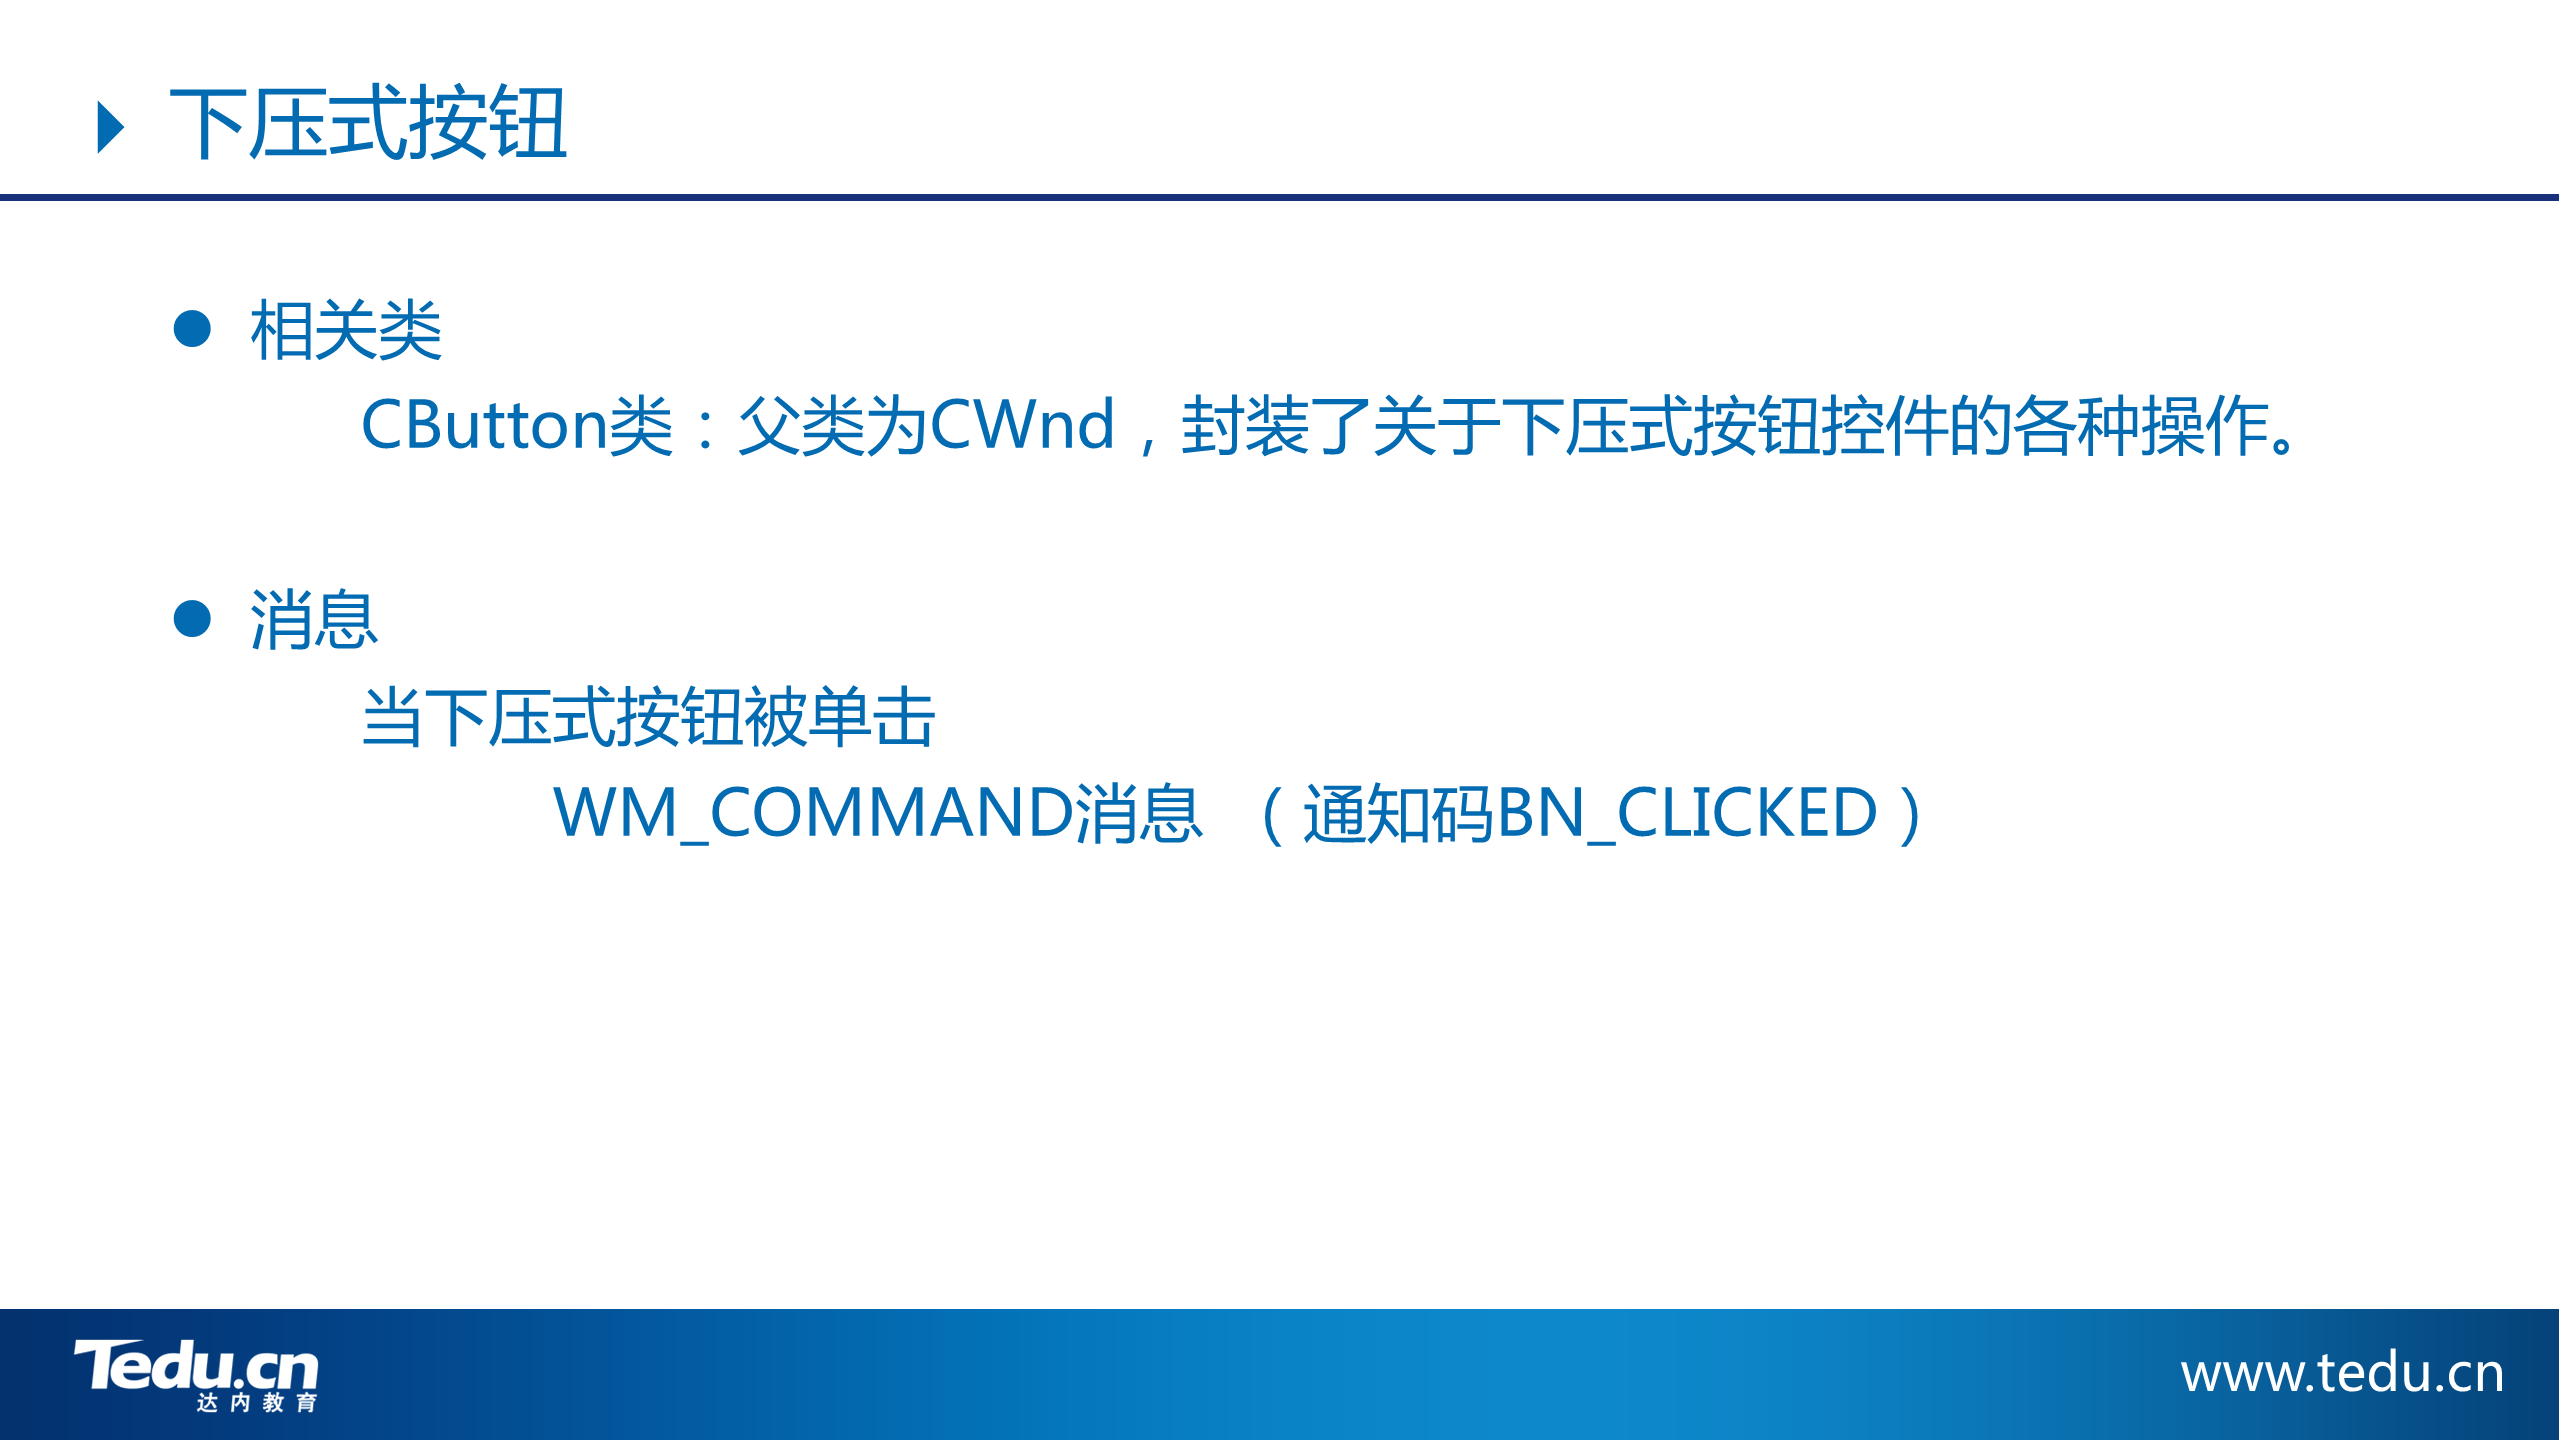 下压式按钮
相关类
CButton类：父类为CWnd，封装了关于下压式按钮控件的各种操作。
消息
当下压式按钮被单击
WM_COMMAND消息 （通知码BN_CLICKED）
Tedu.cn
达内教育
www.tedu.cn